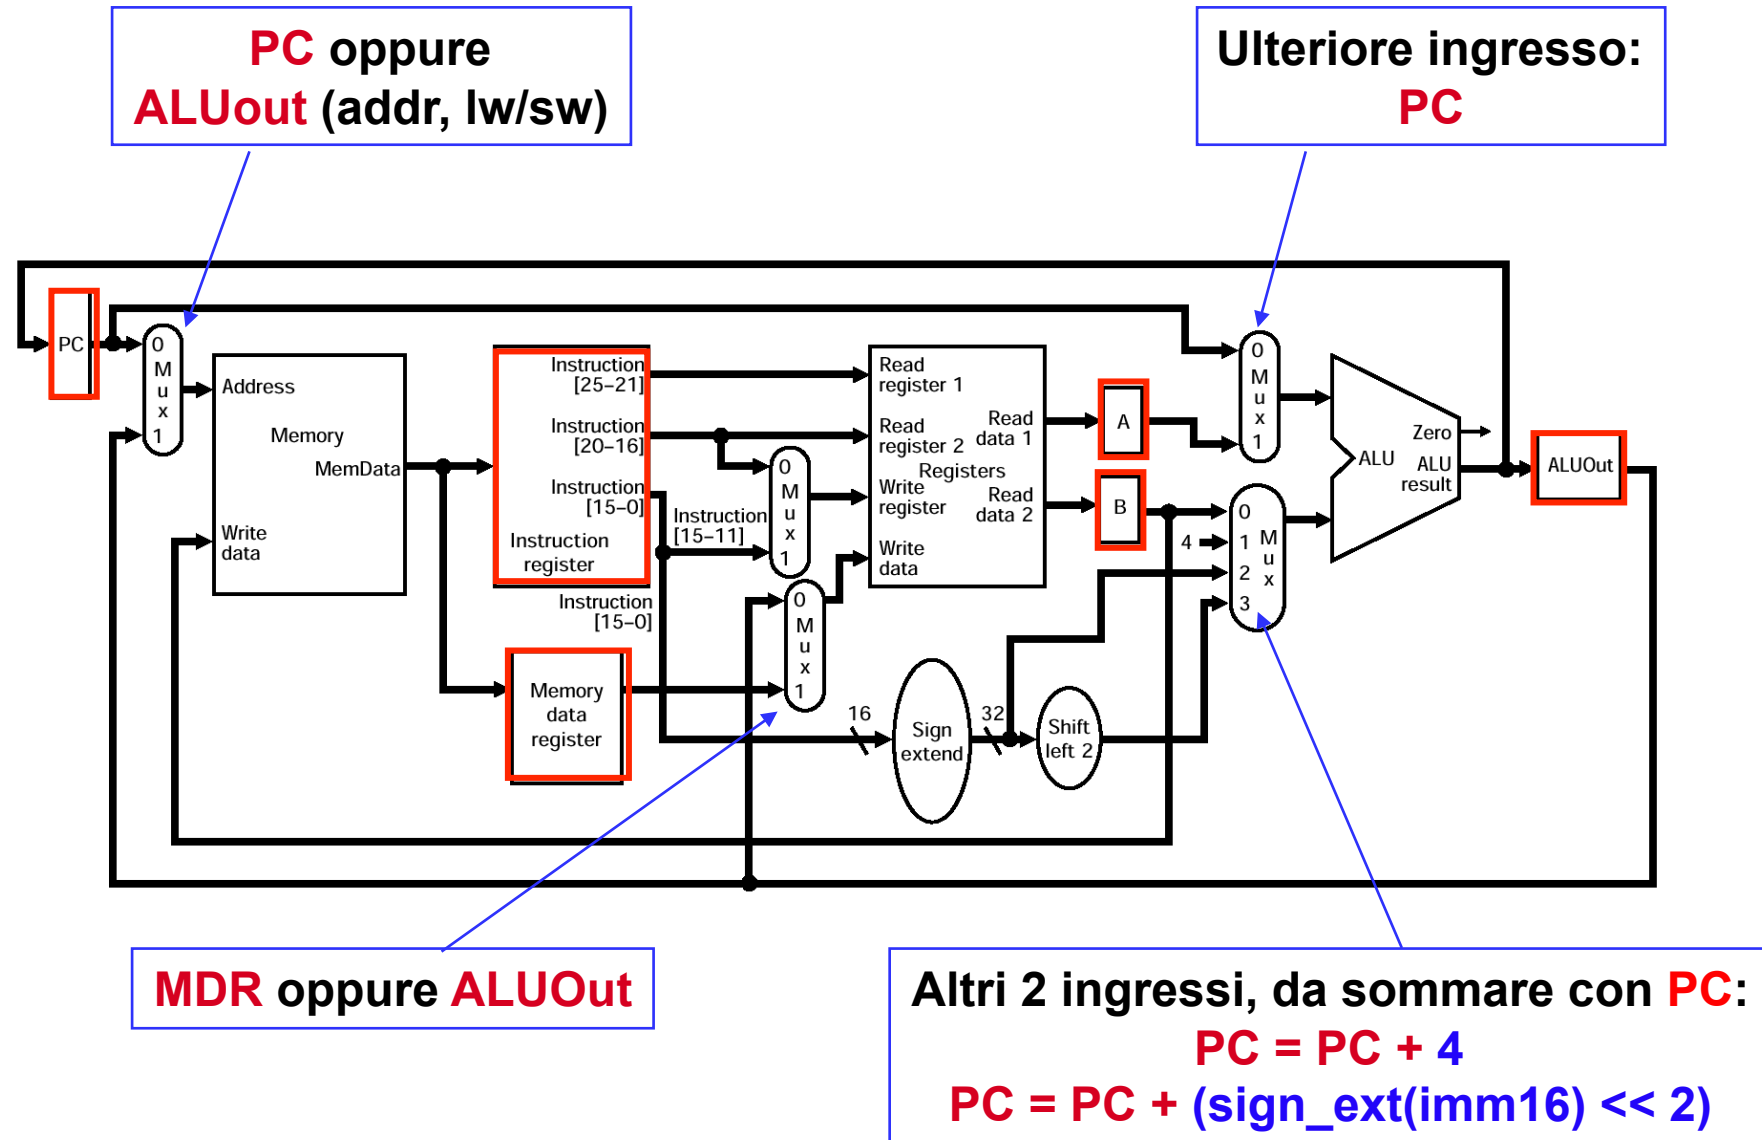 PC oppure
ALUout (addr, lw/sw)
Ulteriore ingresso:
PC
PC
0
M
u
x
1
Address
Memory
MemData
Write
data
Instruction
[25–21]
Instruction
[20–16]
Instruction
[15–0]
Instruction
register
Instruction
[15–11]
Instruction
[15–0]
Memory
data
register
0
M
u
x
1
0
M
u
x
1
Read
register 1
Read
register 2
Registers
Write
register
Write
data
Read
data 1
Read
data 2
16
Sign
extend
32
Shift
left 2
A
B
4
0
M
u
x
1
0
1
2
3
M
u
x
ALU
Zero
ALU
result
ALUOut
MDR oppure ALUOut
Altri 2 ingressi, da sommare con PC:
PC = PC + 4
PC = PC + (sign_ext(imm16) << 2)